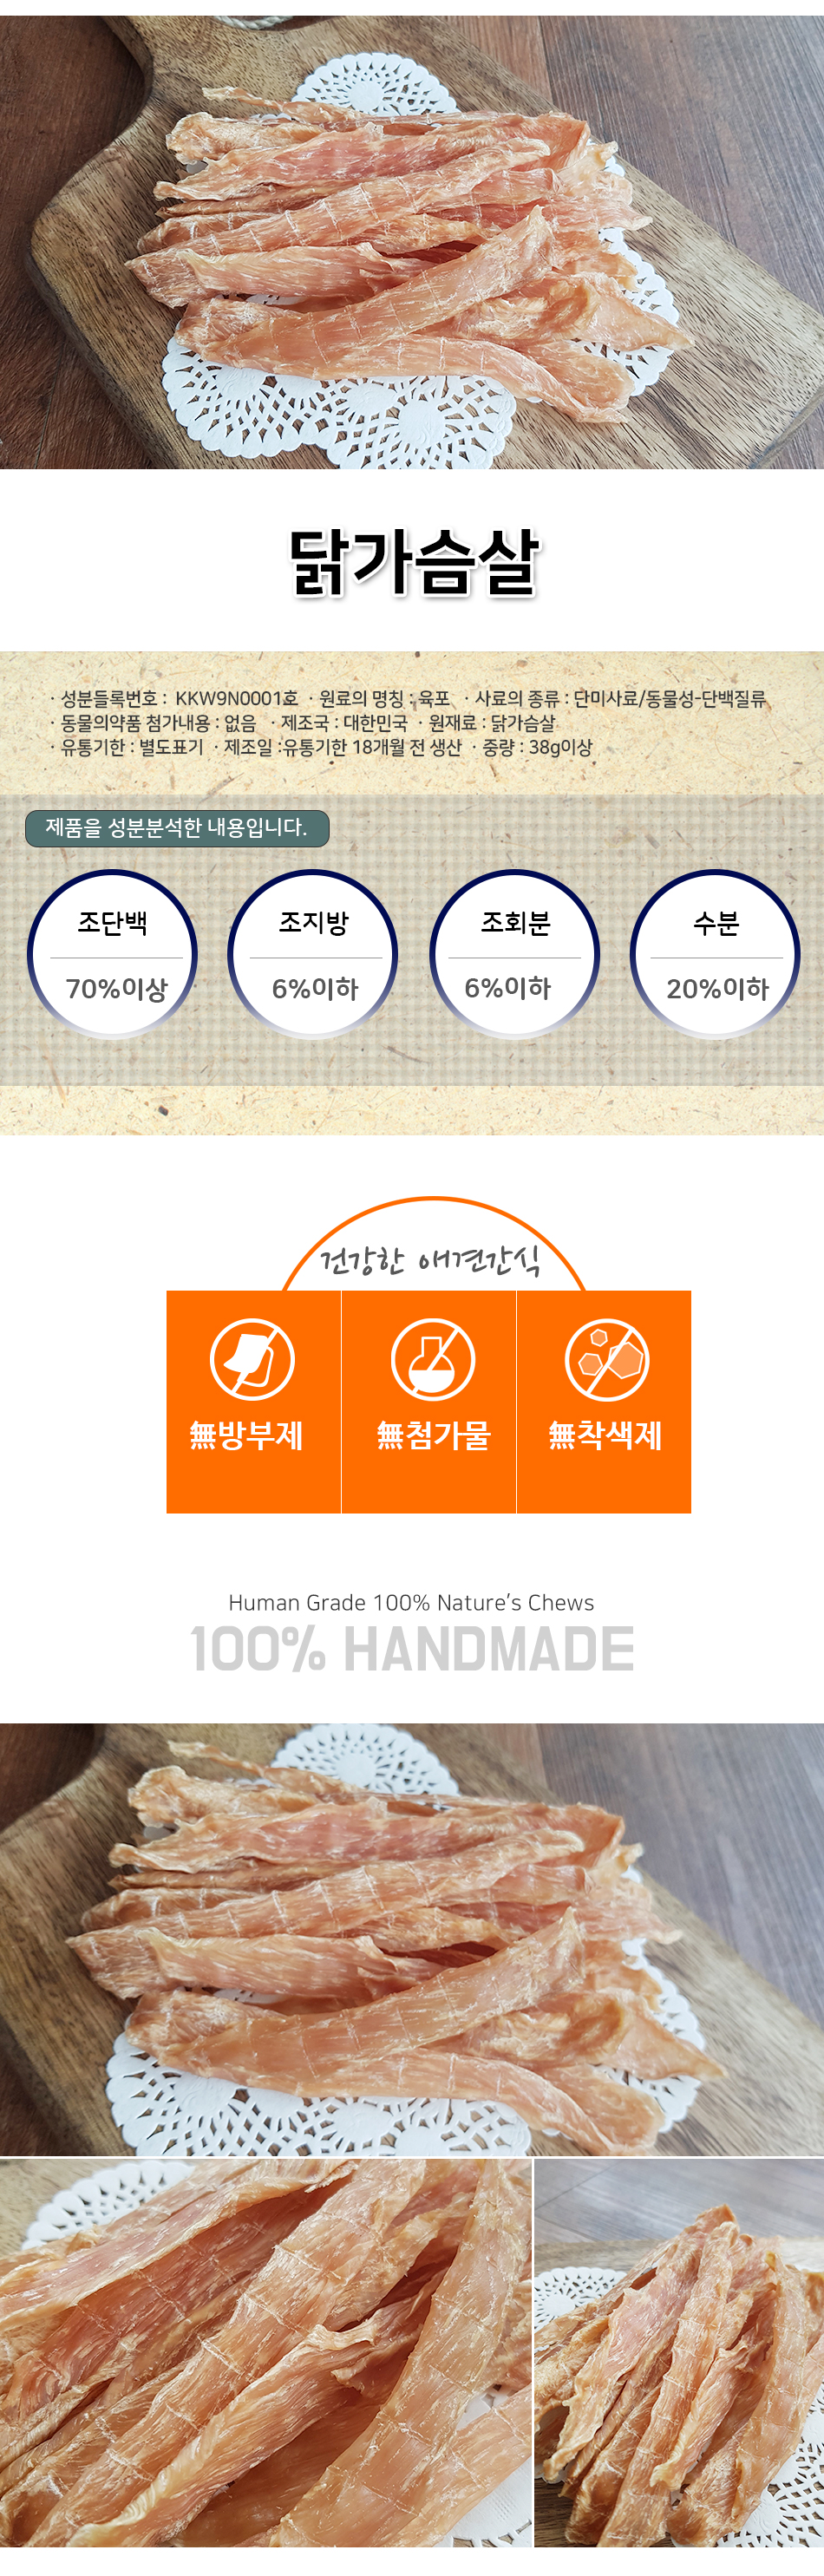 닭가슴살
· 성분등록번호 : KKW9N0001호 · 원료의 명칭 : 육포 · 사료의 종류 : 단미사료/동물성-단백질류
· 동물의약품 첨가내용 : 없음 · 제조국 : 대한민국 · 원재료 : 닭가슴살
· 유통기한 : 별도표기 · 제조일 :유통기한 18개월 전 생산 · 중량 : 38g이상
제품을 성분분석한 내용입니다.
조단백 조지방 조회분 수분
70%이상 6%이하 6%이하 20%이하
건강한 애견간식
無방부제 無첨가물 無착색제
Human Grade 100% Nature's Chews
100% HANDMADE